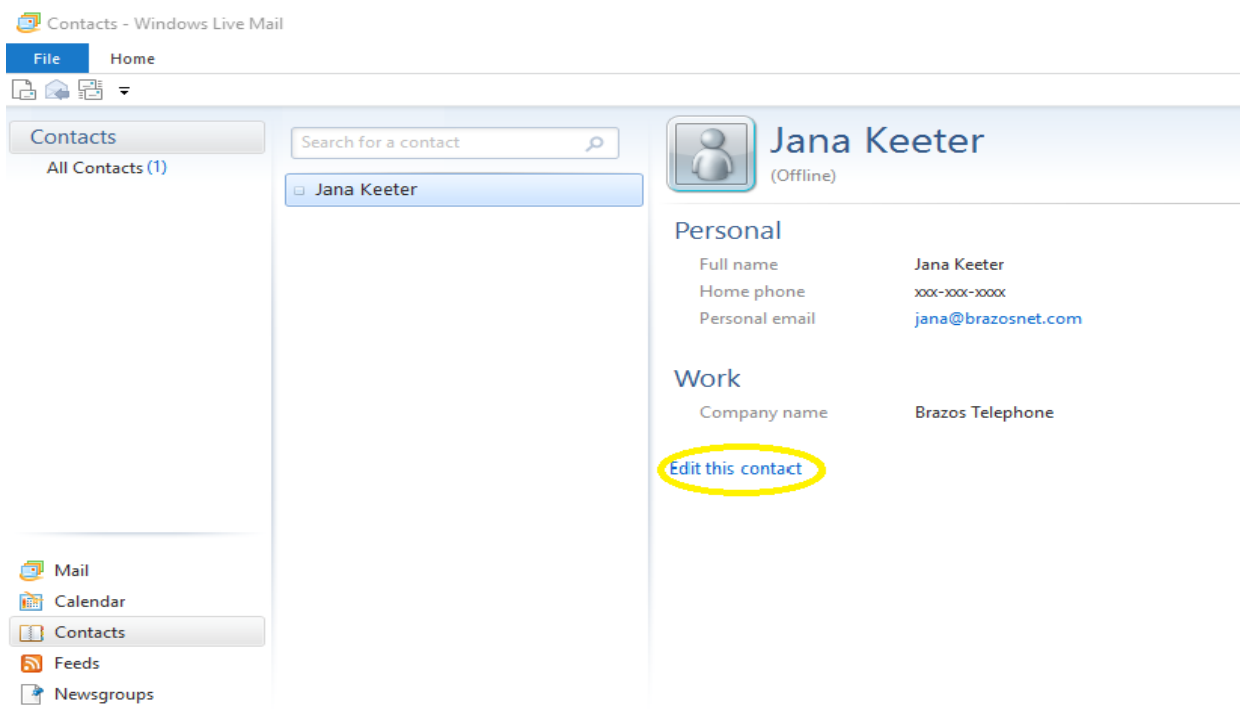 Contacts - Windows Live Mail
File Home
Contacts
All Contacts (1)
Search for a contact
Jana Keeter
Jana Keeter
(Offline)
Personal
Full name Jana Keeter
Home phone xxx-xxx-xxxx
Personal email jana@brazosnet.com
Work
Company name Brazos Telephone
Edit this contact
Mail
Calendar
Contacts
Feeds
Newsgroups